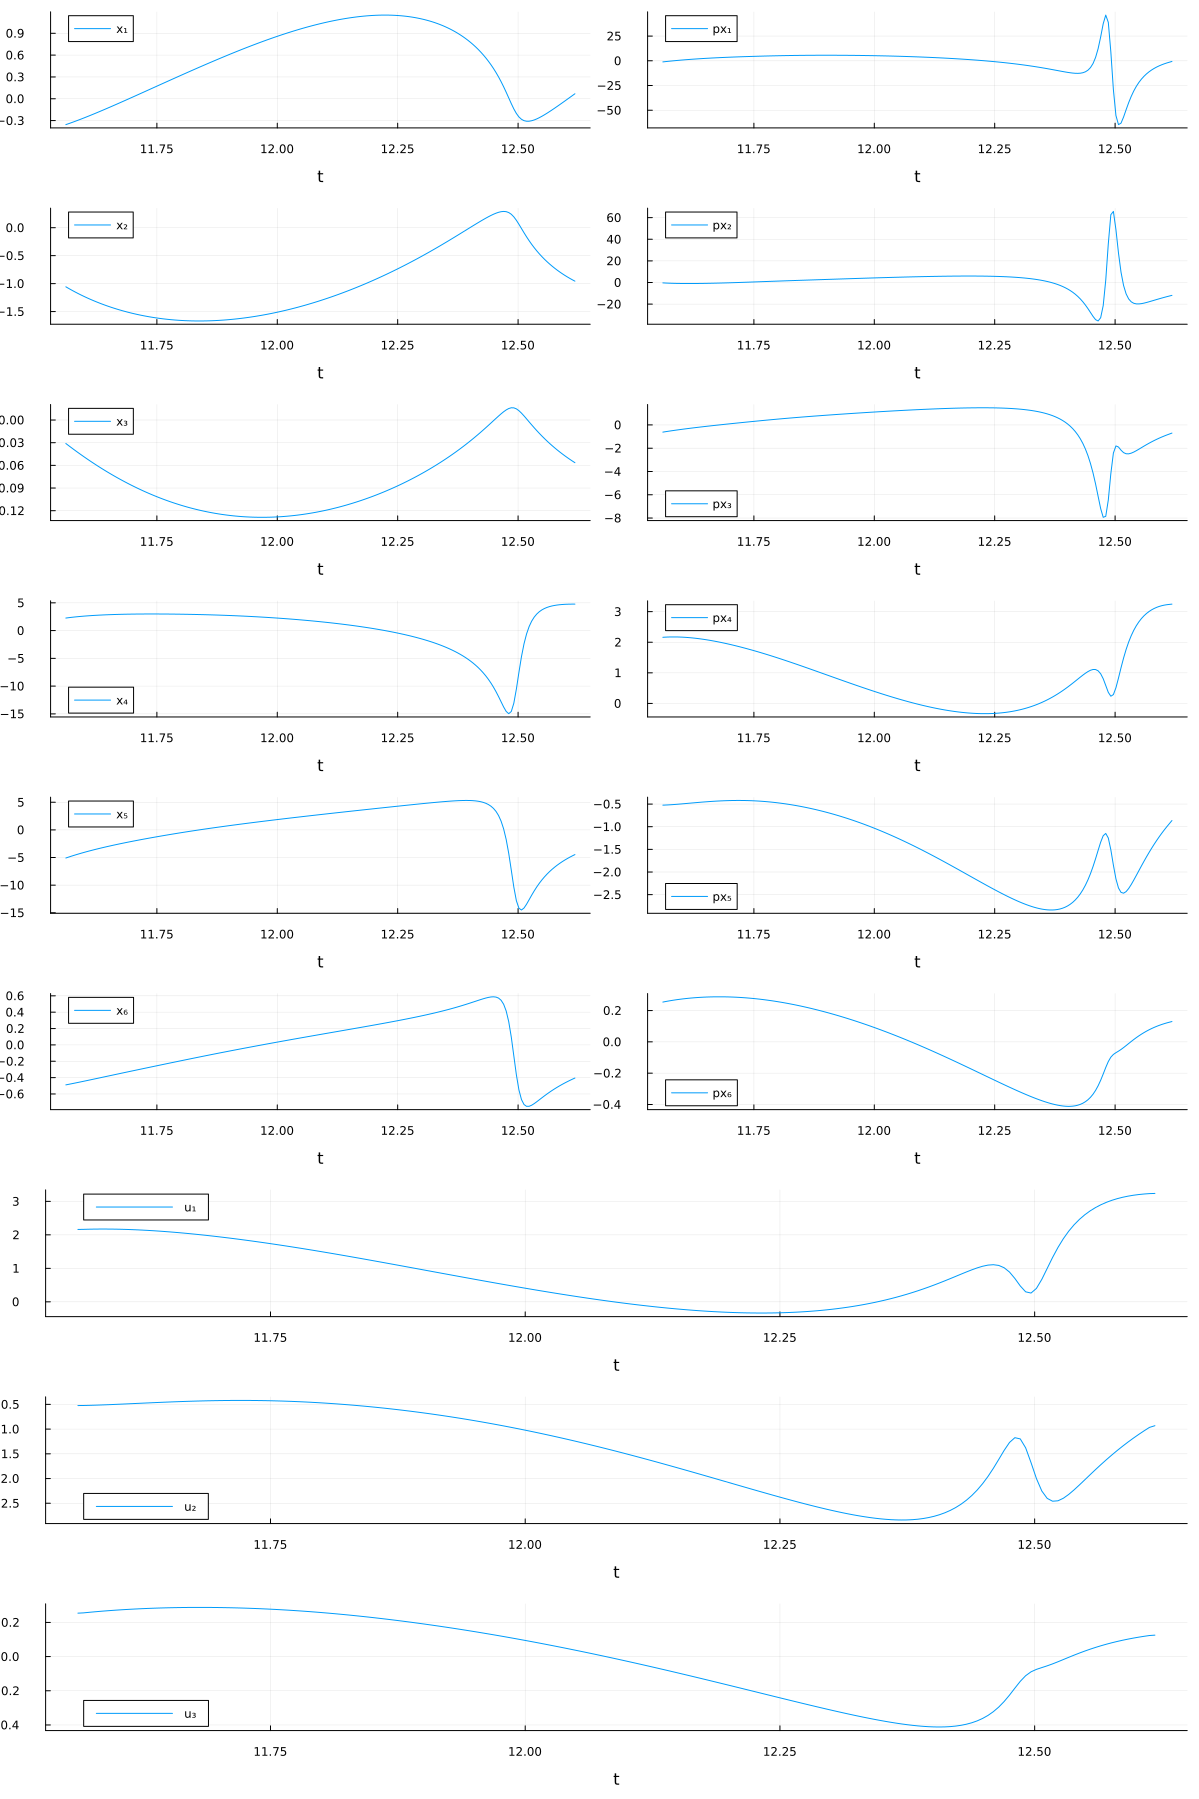 x₁
0.9
0.6
0.3
0.0
−0.3
11.75 12.00 12.25 12.50
t
px₁
25
0
−25
−50
11.75 12.00 12.25 12.50
t
x₂
0.0
−0.5
−1.0
−1.5
11.75 12.00 12.25 12.50
t
px₂
60
40
20
0
−20
11.75 12.00 12.25 12.50
t
x₃
0.00
0.03
0.06
0.09
0.12
11.75 12.00 12.25 12.50
t
0
−2
−4
−6
−8
px₃
11.75 12.00 12.25 12.50
t
5
0
−5
−10
−15
x₄
11.75 12.00 12.25 12.50
t
px₄
3
2
1
0
11.75 12.00 12.25 12.50
t
x₅
5
0
−5
−10
−15
11.75 12.00 12.25 12.50
t
−0.5
−1.0
−1.5
−2.0
−2.5
px₅
11.75 12.00 12.25 12.50
t
x₆
0.6
0.4
0.2
0.0
−0.2
−0.4
−0.6
11.75 12.00 12.25 12.50
t
0.2
0.0
−0.2
−0.4
px₆
11.75 12.00 12.25 12.50
t
u₁
3
2
1
0
11.75 12.00 12.25 12.50
t
0.5
1.0
1.5
2.0
2.5
u₂
11.75 12.00 12.25 12.50
t
0.2
0.0
0.2
0.4
u₃
11.75 12.00 12.25 12.50
t